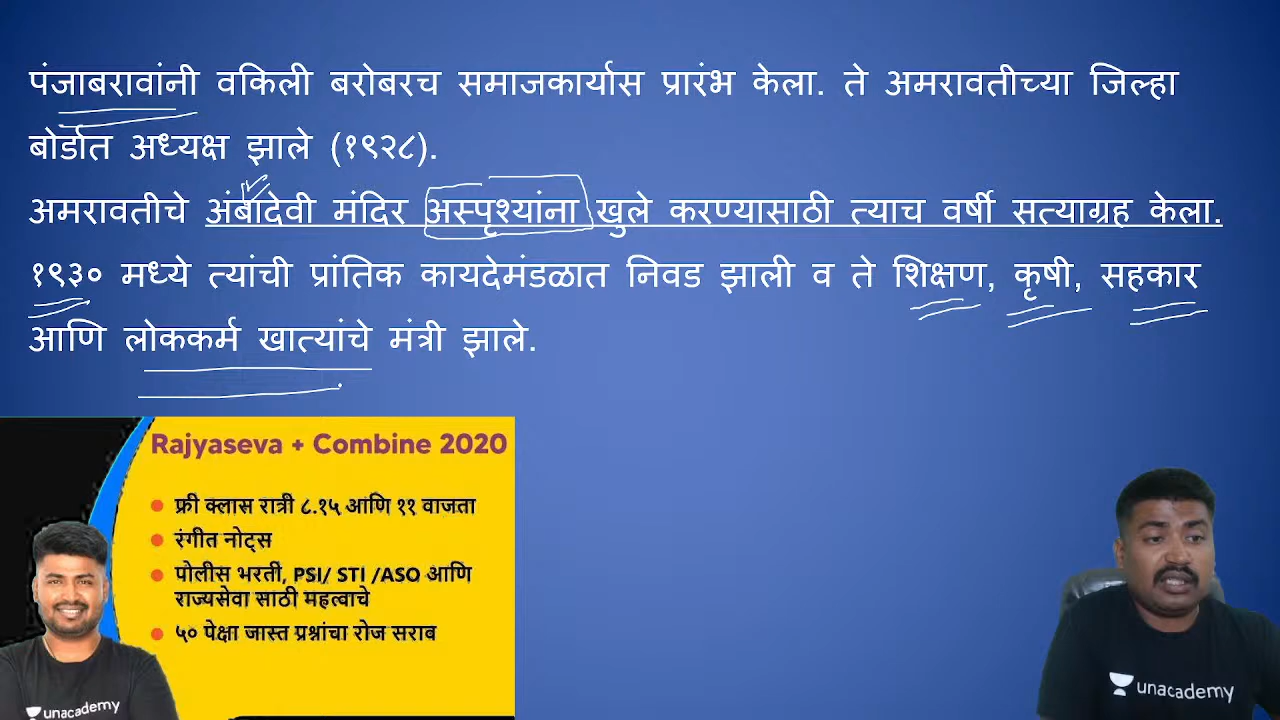 पंजाबरावांनी वकिली बरोबरच समाजकार्यास प्रारंभ केला. ते अमरावतीच्या जिल्हा
बोर्डात अध्यक्ष झाले (१९२८).
अमरावतीचे अंबादेवी मंदिर अस्पृश्यांना खुले करण्यासाठी त्याच वर्षी सत्याग्रह केला.
१९३० मध्ये त्यांची प्रांतिक कायदेमंडळात निवड झाली व ते शिक्षण, कृषी, सहकार
आणि लोककर्म खात्यांचे मंत्री झाले.
Rajyaseva + Combine 2020
फ्री क्लास रात्री ८.१५ आणि ११ वाजता
रंगीत नोट्स
पोलीस भरती, PSI/ STI /ASO आणि
राज्यसेवा साठी महत्वाचे
५० पेक्षा जास्त प्रश्नांचा रोज सराव
unacademy
unacademy